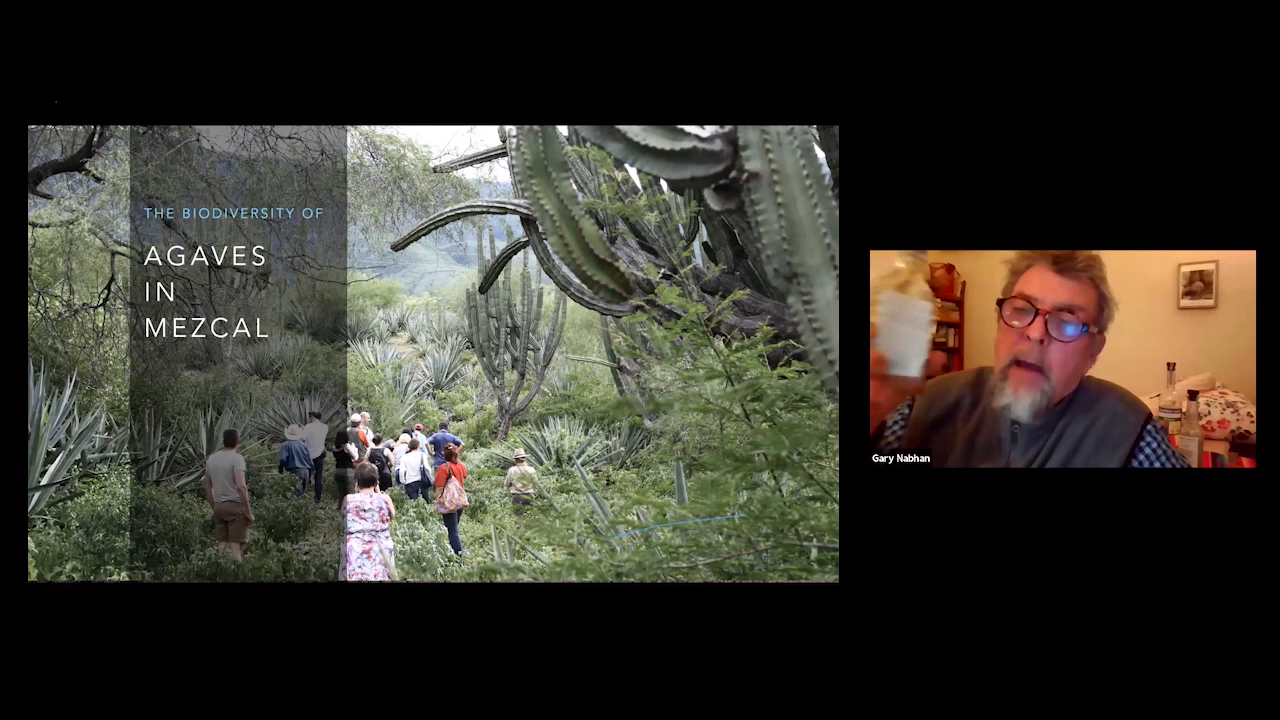 THE BIODIVERSITY OF
AGAVES
IN
MEZCAL
Gary Nabhan